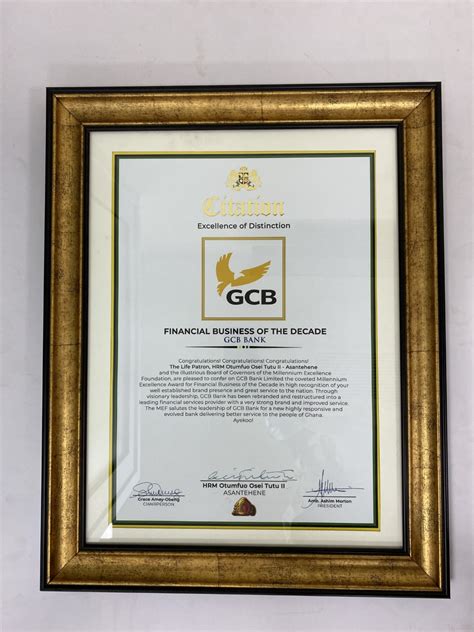 Citation
Excellence of Distinction
GCB
FINANCIAL BUSINESS OF THE DECADE
GCB BANK
Congratulations! Congratulations! Congratulations!
The Life Patron, HRM Otumfuo Osei Tutu II - Asantehene
and the Illustrious Board of Governors of the Millennium Excellence
Foundation, are pleased to confer on GCB Bank Limited the coveted Millennium
Excellence Award for Financial Business of the Decade in high recognition of your
well established brand presence and great service to the nation. Through
visionary leadership, GCB Bank has been rebranded and restructured into a
leading financial services provider with a very strong brand and improved service.
The MEF salutes the leadership of GCB Bank for a new highly responsive and
evolved bank delivering better service to the people of Ghana.
Ayekoo!
Grace Amey-Obeng
CHAIRPERSON
HRM Otumfuo Osei Tutu II
ASANTEHENE
Amb. Ashim Morton
PRESIDENT